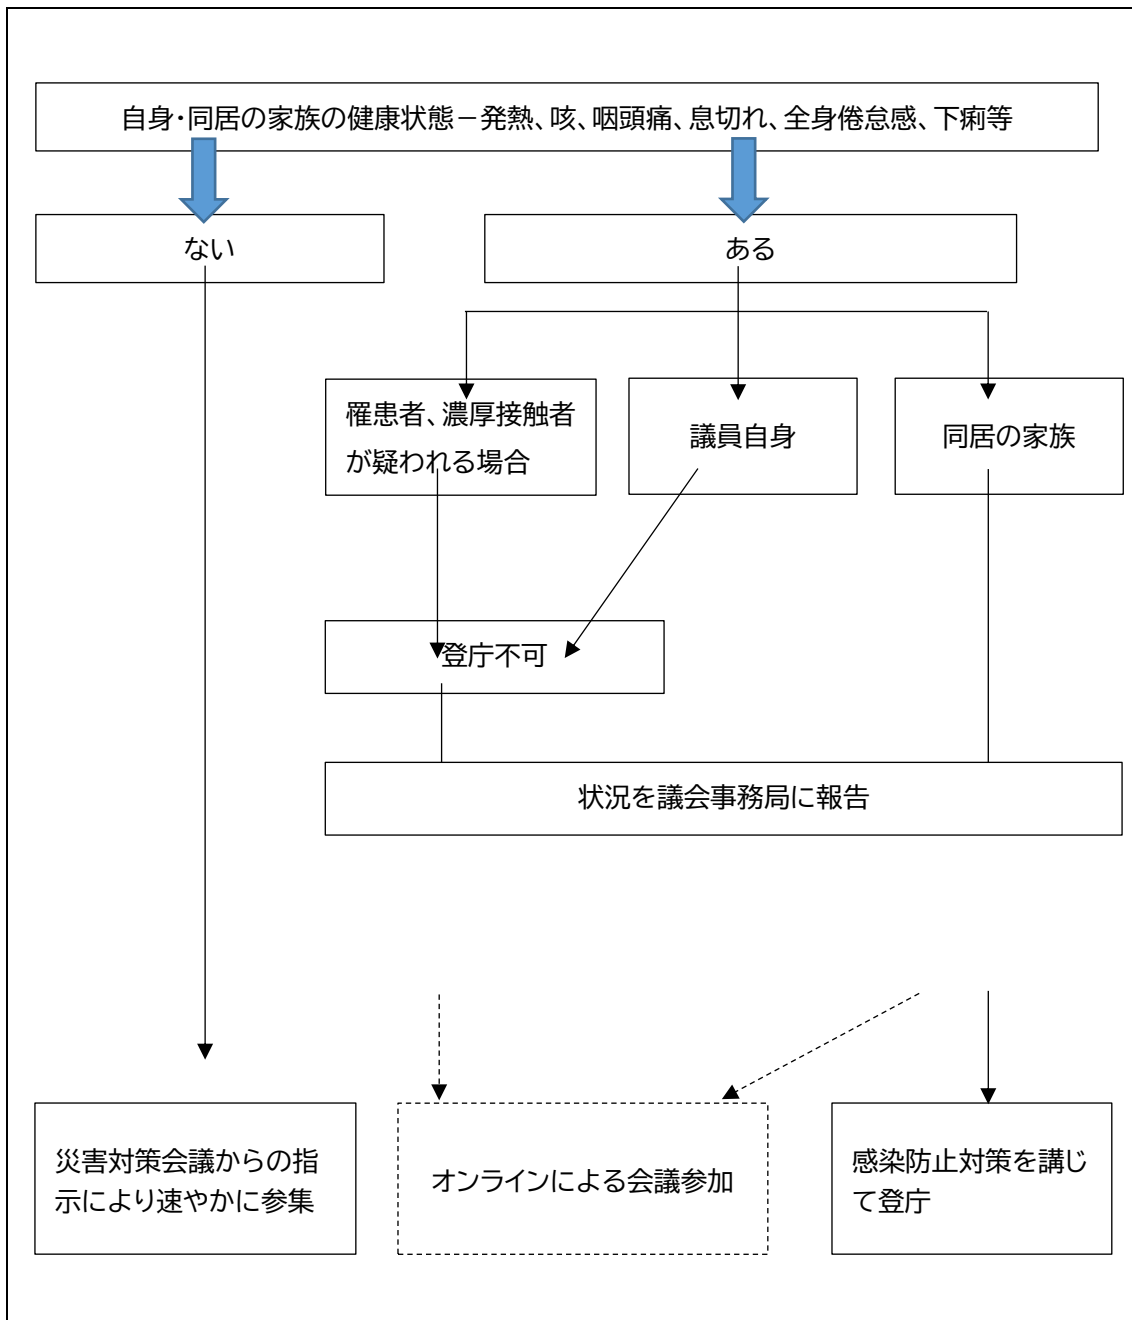 自身・同居の家族の健康状態－発熱、咳、咽頭痛、息切れ、全身倦怠感、下痢等
ない
ある
罹患者、濃厚接触者
が疑われる場合
議員自身
同居の家族
登庁不可
状況を議会事務局に報告
災害対策会議からの指
示により速やかに参集
オンラインによる会議参加
感染防止対策を講じ
て登庁